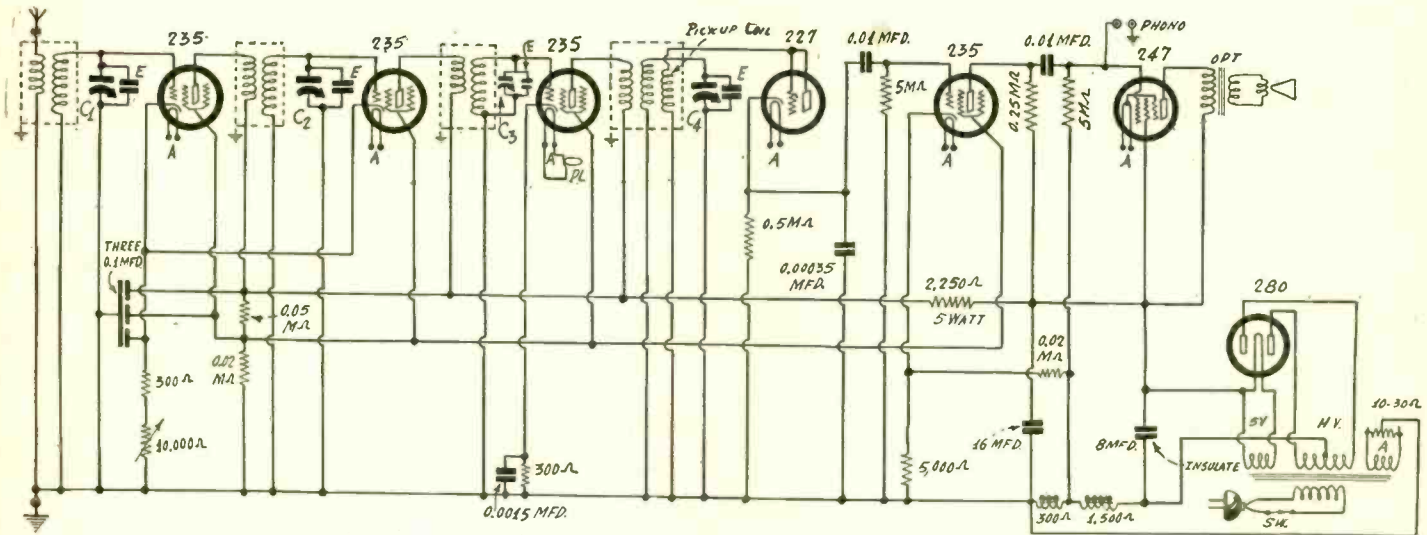 235
235
235
PICKUP COIL
227
0.01 MFD.
235
0.01 MFD.
PHONO
247
OPT
E
E
E
E
C1
C2
C3
C4
5MΩ
0.25MΩ
5MΩ
A
A
A
PL
A
A
A
THREE
0.1MFD.
0.05
MΩ
0.02
MΩ
300Ω
10,000Ω
0.5MΩ
0.00035
MFD.
2,250Ω
5 WATT
0.02
MΩ
280
5V
H.V.
10-30Ω
A
16 MFD.
8MFD.
INSULATE
5,000Ω
300Ω
0.0015 MFD.
300Ω
1,500Ω
SW.